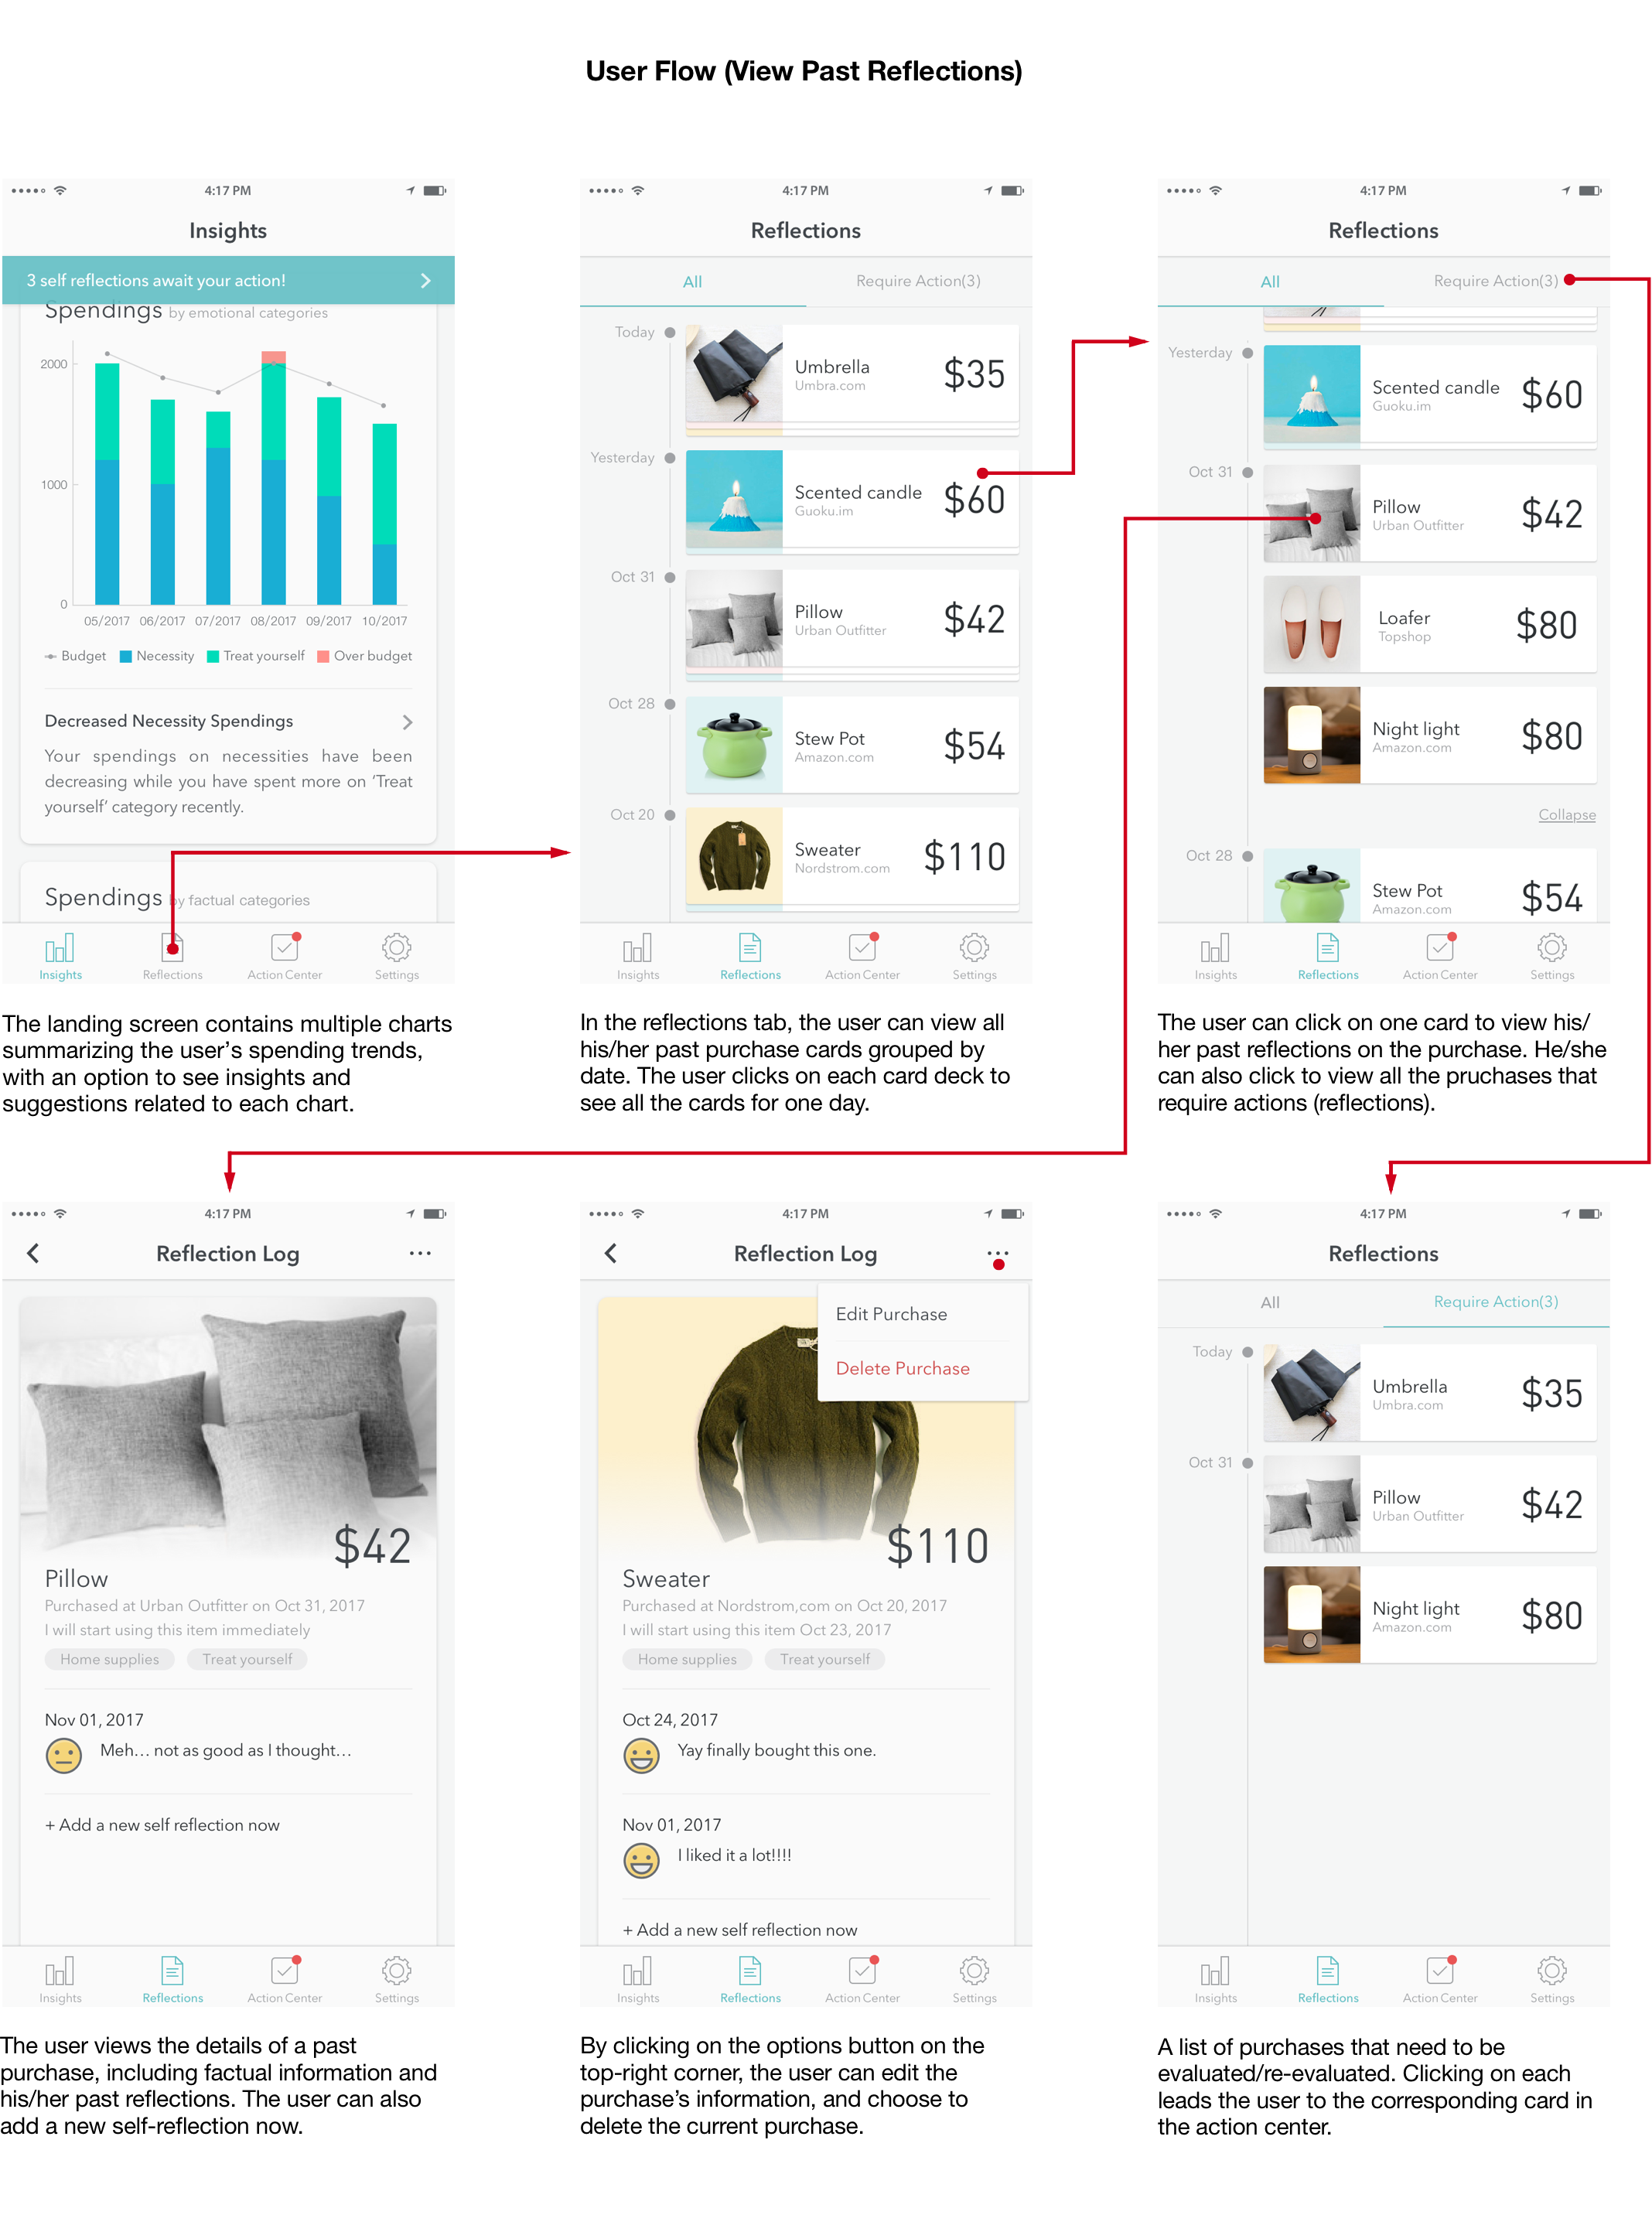 User Flow (View Past Reflections)
4:17 PM
Insights
3 self reflections await your action!
Spendings by emotional categories
2000
1000
0
05/2017 06/2017 07/2017 08/2017 09/2017 10/2017
Budget Necessity Treat yourself Over budget
Decreased Necessity Spendings
Your spendings on necessities have been
decreasing while you have spent more on ‘Treat
yourself’ category recently.
Spendings by factual categories
Insights Reflections Action Center Settings
The landing screen contains multiple charts
summarizing the user’s spending trends,
with an option to see insights and
suggestions related to each chart.
4:17 PM
Reflections
All Require Action(3)
Today
Umbrella
Umbra.com
$35
Yesterday
Scented candle
Guoku.im
$60
Oct 31
Pillow
Urban Outfitter
$42
Oct 28
Stew Pot
Amazon.com
$54
Oct 20
Sweater
Nordstrom.com
$110
Insights Reflections Action Center Settings
In the reflections tab, the user can view all
his/her past purchase cards grouped by
date. The user clicks on each card deck to
see all the cards for one day.
4:17 PM
Reflections
All Require Action(3)
Yesterday
Scented candle
Guoku.im
$60
Oct 31
Pillow
Urban Outfitter
$42
Loafer
Topshop
$80
Night light
Amazon.com
$80
Collapse
Oct 28
Stew Pot
Amazon.com
$54
Insights Reflections Action Center Settings
The user can click on one card to view his/
her past reflections on the purchase. He/she
can also click to view all the pruchases that
require actions (reflections).
4:17 PM
Reflection Log
$42
Pillow
Purchased at Urban Outfitter on Oct 31, 2017
I will start using this item immediately
Home supplies Treat yourself
Nov 01, 2017
Meh... not as good as I thought...
+ Add a new self reflection now
Insights Reflections Action Center Settings
The user views the details of a past
purchase, including factual information and
his/her past reflections. The user can also
add a new self-reflection now.
4:17 PM
Reflection Log
Edit Purchase
Delete Purchase
$110
Sweater
Purchased at Nordstrom,com on Oct 20, 2017
I will start using this item Oct 23, 2017
Home supplies Treat yourself
Oct 24, 2017
Yay finally bought this one.
Nov 01, 2017
I liked it a lot!!!!
+ Add a new self reflection now
Insights Reflections Action Center Settings
By clicking on the options button on the
top-right corner, the user can edit the
purchase’s information, and choose to
delete the current purchase.
4:17 PM
Reflections
All Require Action(3)
Today
Umbrella
Umbra.com
$35
Oct 31
Pillow
Urban Outfitter
$42
Night light
Amazon.com
$80
Insights Reflections Action Center Settings
A list of purchases that need to be
evaluated/re-evaluated. Clicking on each
leads the user to the corresponding card in
the action center.